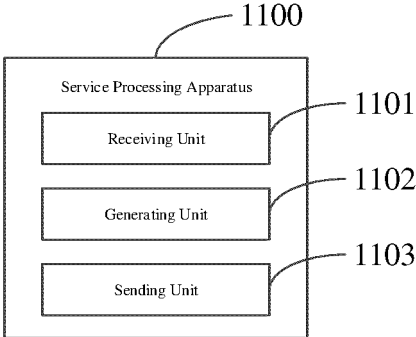 1100
Service Processing Apparatus
1101
Receiving Unit
1102
Generating Unit
1103
Sending Unit